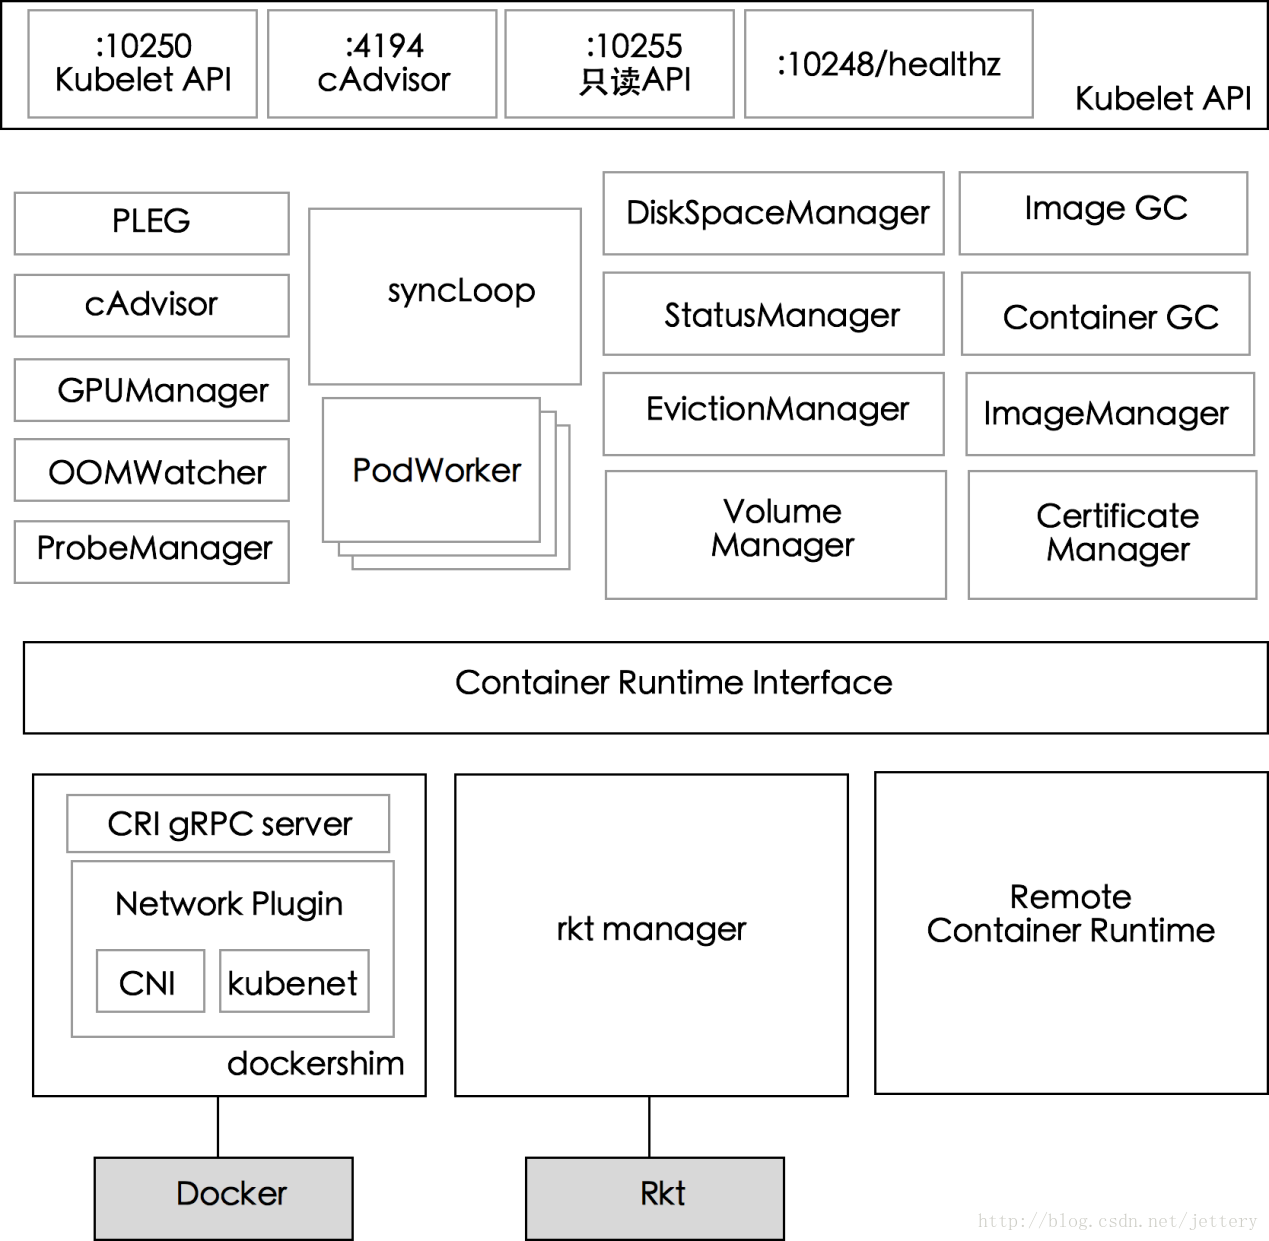 :10250
Kubelet API
:4194
cAdvisor
:10255
只读API
:10248/healthz
Kubelet API
PLEG
cAdvisor
GPUManager
OOMWatcher
ProbeManager
syncLoop
PodWorker
DiskSpaceManager
StatusManager
EvictionManager
Volume
Manager
Image GC
Container GC
ImageManager
Certificate
Manager
Container Runtime Interface
CRI gRPC server
Network Plugin
CNI
kubenet
dockershim
rkt manager
Remote
Container Runtime
Docker
Rkt
http://blog.csdn.net/jettery